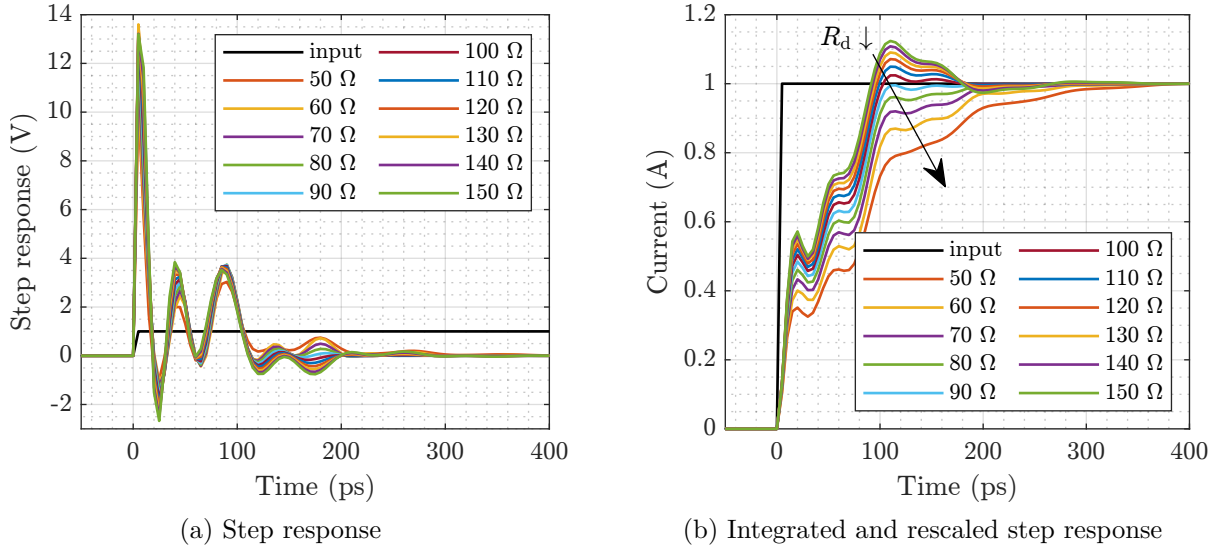 14
12
10
8
6
4
2
0
-2
Step response (V)
input
50 Ω
60 Ω
70 Ω
80 Ω
90 Ω
100 Ω
110 Ω
120 Ω
130 Ω
140 Ω
150 Ω
0 100 200 300 400
Time (ps)
(a) Step response
1.2
1
0.8
0.6
0.4
0.2
0
Current (A)
R_d ↓
input
50 Ω
60 Ω
70 Ω
80 Ω
90 Ω
100 Ω
110 Ω
120 Ω
130 Ω
140 Ω
150 Ω
0 100 200 300 400
Time (ps)
(b) Integrated and rescaled step response